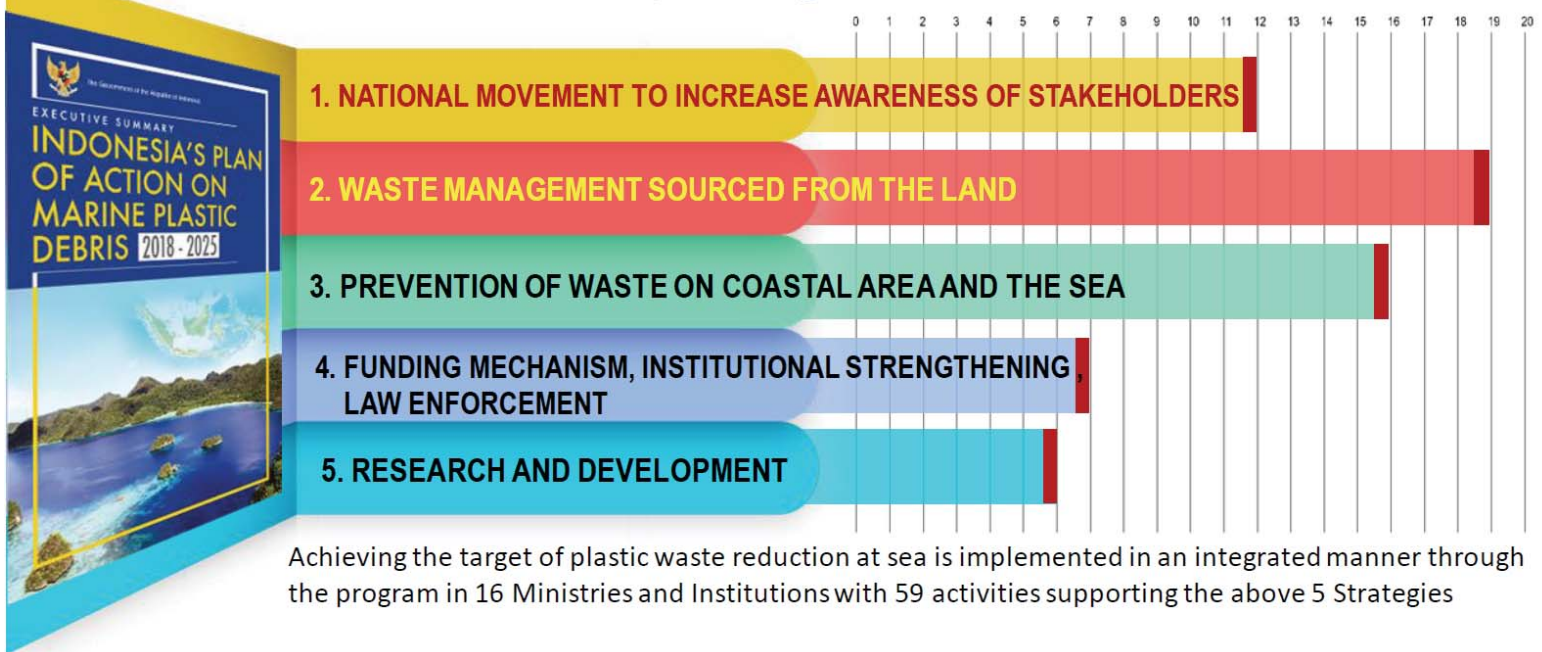 0 1 2 3 4 5 6 7 8 9 10 11 12 13 14 15 16 17 18 19 20
The Government of the Republic of Indonesia
EXECUTIVE SUMMARY
INDONESIA'S PLAN
OF ACTION ON
MARINE PLASTIC
DEBRIS 2018 - 2025
1. NATIONAL MOVEMENT TO INCREASE AWARENESS OF STAKEHOLDERS
2. WASTE MANAGEMENT SOURCED FROM THE LAND
3. PREVENTION OF WASTE ON COASTAL AREA AND THE SEA
4. FUNDING MECHANISM, INSTITUTIONAL STRENGTHENING ,
LAW ENFORCEMENT
5. RESEARCH AND DEVELOPMENT
Achieving the target of plastic waste reduction at sea is implemented in an integrated manner through
the program in 16 Ministries and Institutions with 59 activities supporting the above 5 Strategies